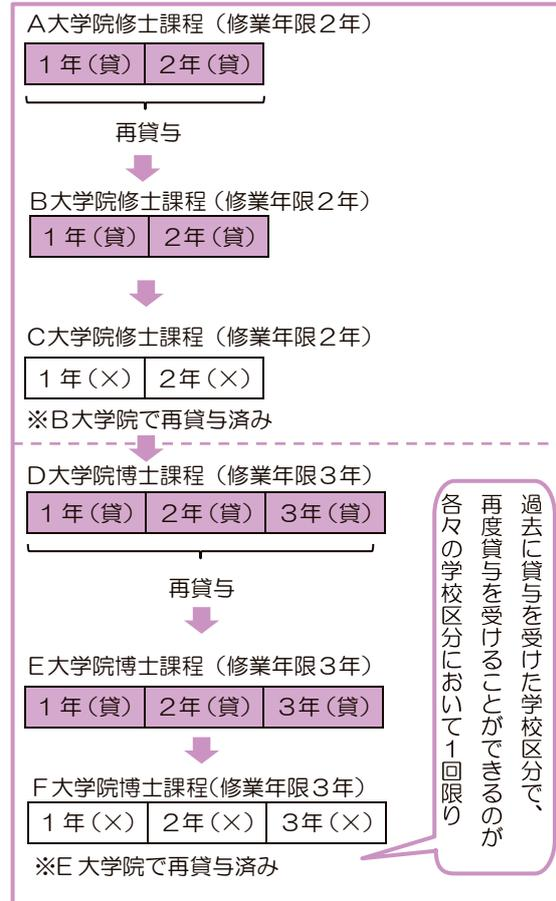 A大学院修士課程（修業年限2年）
1年（貸） 2年（貸）
再貸与
B大学院修士課程（修業年限2年）
1年（貸） 2年（貸）
C大学院修士課程（修業年限2年）
1年（×） 2年（×）
※B大学院で再貸与済み
D大学院博士課程（修業年限3年）
1年（貸） 2年（貸） 3年（貸）
再貸与
E大学院博士課程（修業年限3年）
1年（貸） 2年（貸） 3年（貸）
F大学院博士課程（修業年限3年）
1年（×） 2年（×） 3年（×）
※E大学院で再貸与済み
過去に貸与を受けた学校区分で、
再度貸与を受けることができるのが
各々の学校区分において1回限り